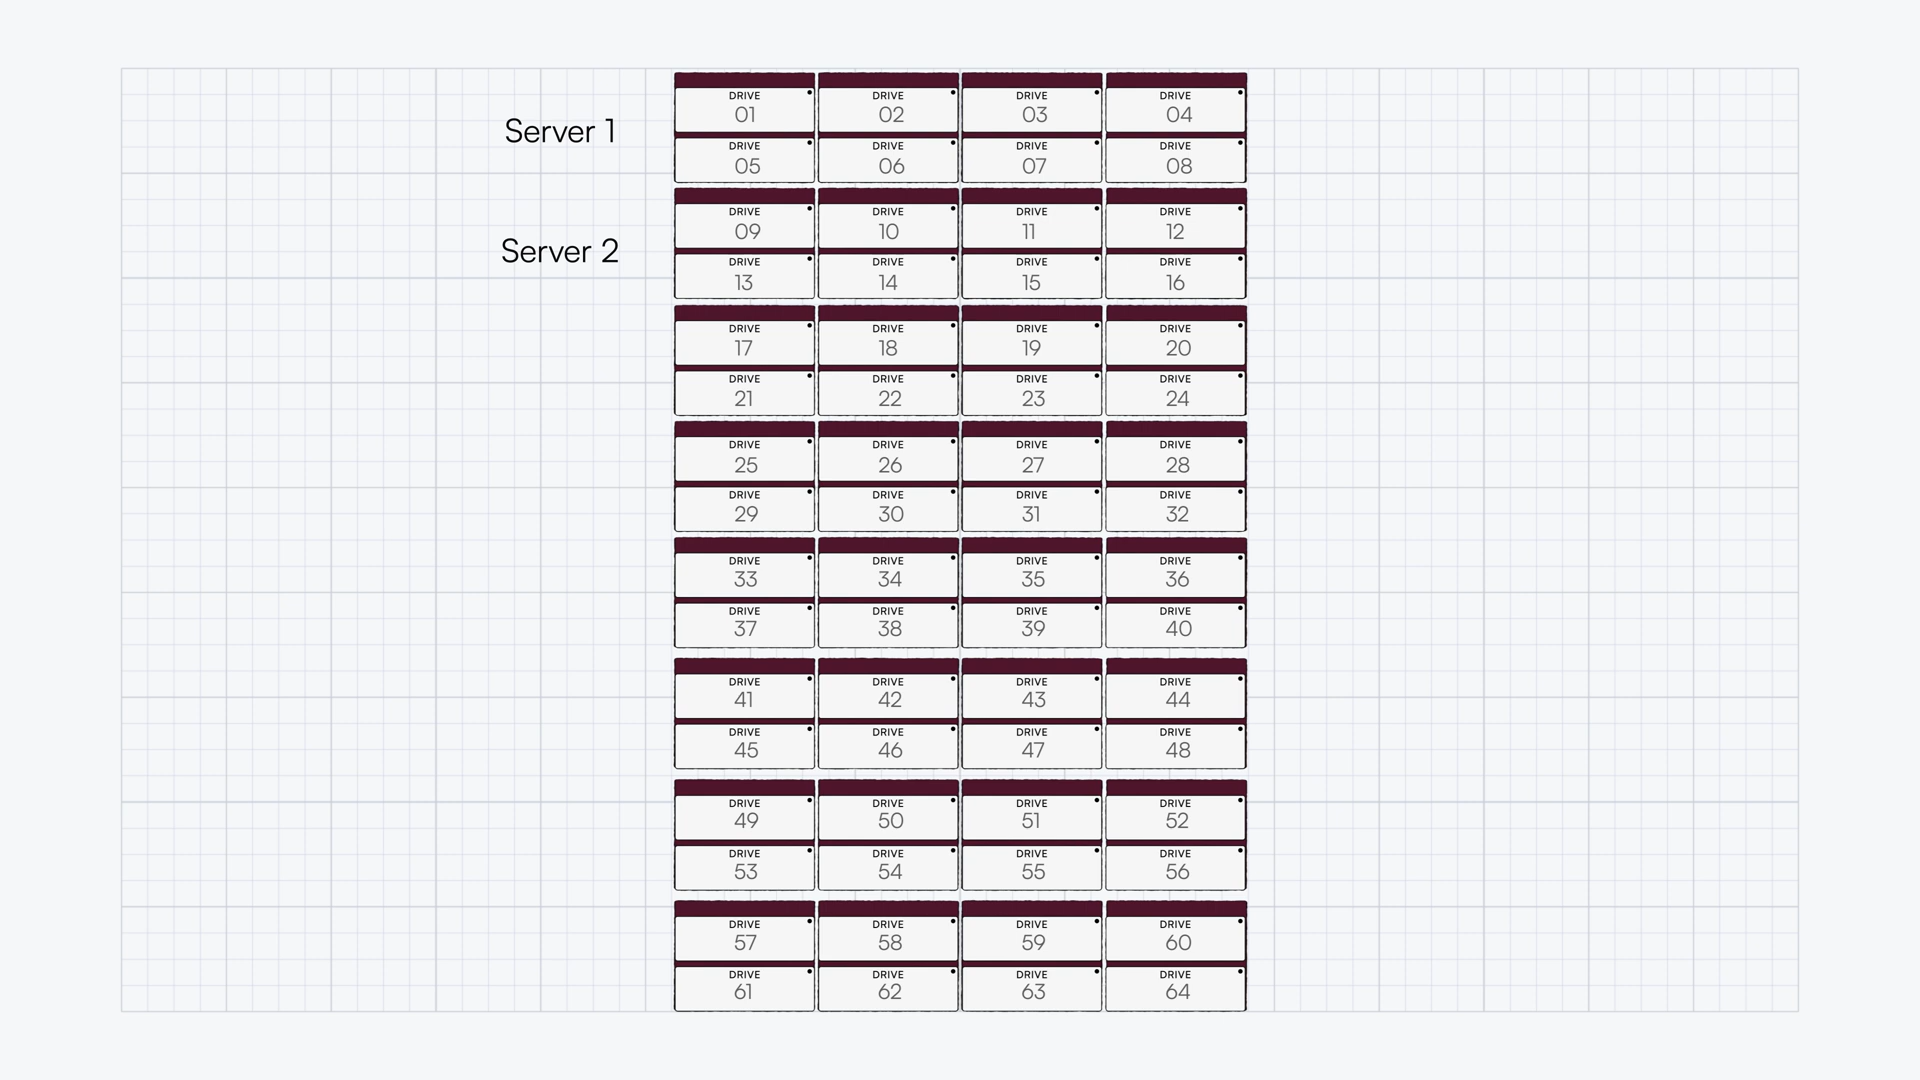 DRIVE DRIVE DRIVE DRIVE
01 02 03 04
Server 1
DRIVE DRIVE DRIVE DRIVE
05 06 07 08
DRIVE DRIVE DRIVE DRIVE
09 10 11 12
Server 2
DRIVE DRIVE DRIVE DRIVE
13 14 15 16
DRIVE DRIVE DRIVE DRIVE
17 18 19 20
DRIVE DRIVE DRIVE DRIVE
21 22 23 24
DRIVE DRIVE DRIVE DRIVE
25 26 27 28
DRIVE DRIVE DRIVE DRIVE
29 30 31 32
DRIVE DRIVE DRIVE DRIVE
33 34 35 36
DRIVE DRIVE DRIVE DRIVE
37 38 39 40
DRIVE DRIVE DRIVE DRIVE
41 42 43 44
DRIVE DRIVE DRIVE DRIVE
45 46 47 48
DRIVE DRIVE DRIVE DRIVE
49 50 51 52
DRIVE DRIVE DRIVE DRIVE
53 54 55 56
DRIVE DRIVE DRIVE DRIVE
57 58 59 60
DRIVE DRIVE DRIVE DRIVE
61 62 63 64